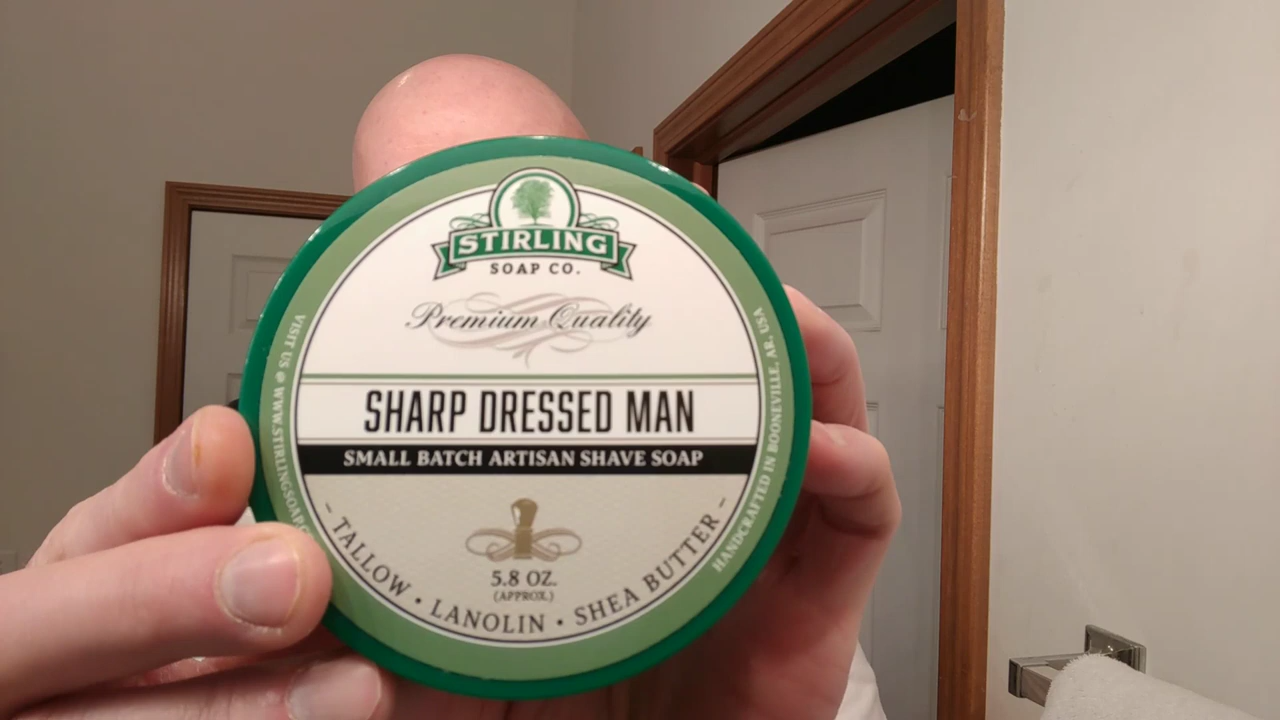 STIRLING
SOAP CO.
Premium Quality
SHARP DRESSED MAN
SMALL BATCH ARTISAN SHAVE SOAP
5.8 OZ.
(APPROX.)
- TALLOW • LANOLIN • SHEA BUTTER -
VISIT US @ WWW.STIRLINGSOAP
HANDCRAFTED IN BOONEVILLE, AR, USA